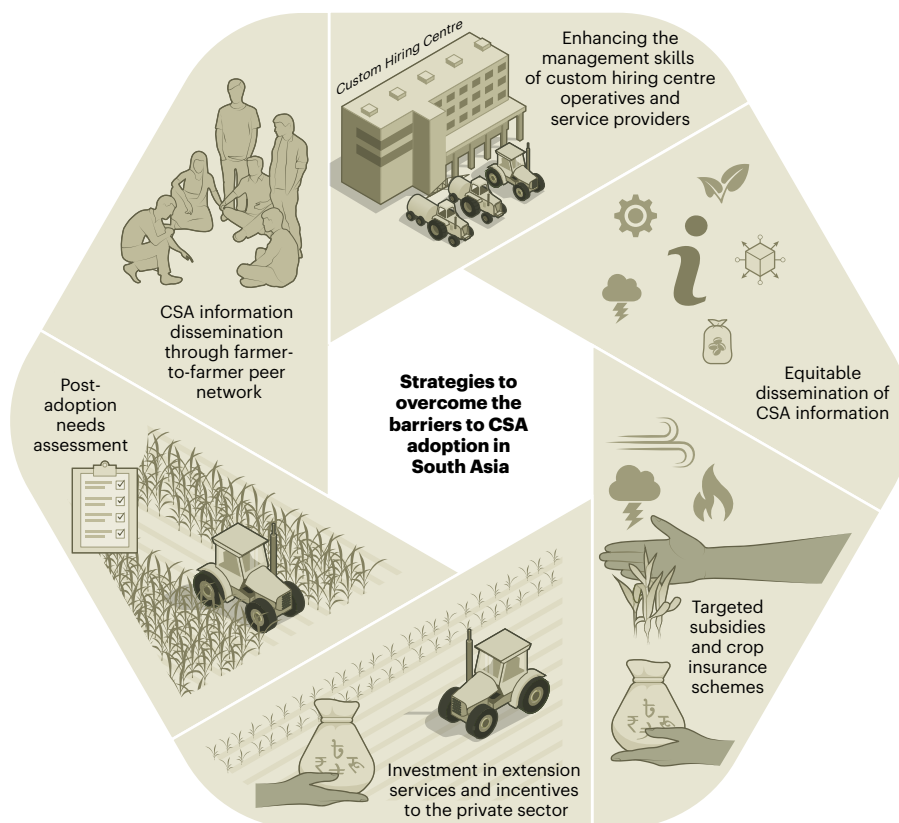 Custom Hiring Centre
Enhancing the
management skills
of custom hiring centre
operatives and
service providers
Equitable
dissemination of
CSA information
Targeted
subsidies
and crop
insurance
schemes
Investment in extension
services and incentives
to the private sector
Post-
adoption
needs
assessment
CSA information
dissemination
through farmer-
to-farmer peer
network
Strategies to
overcome the
barriers to CSA
adoption in
South Asia